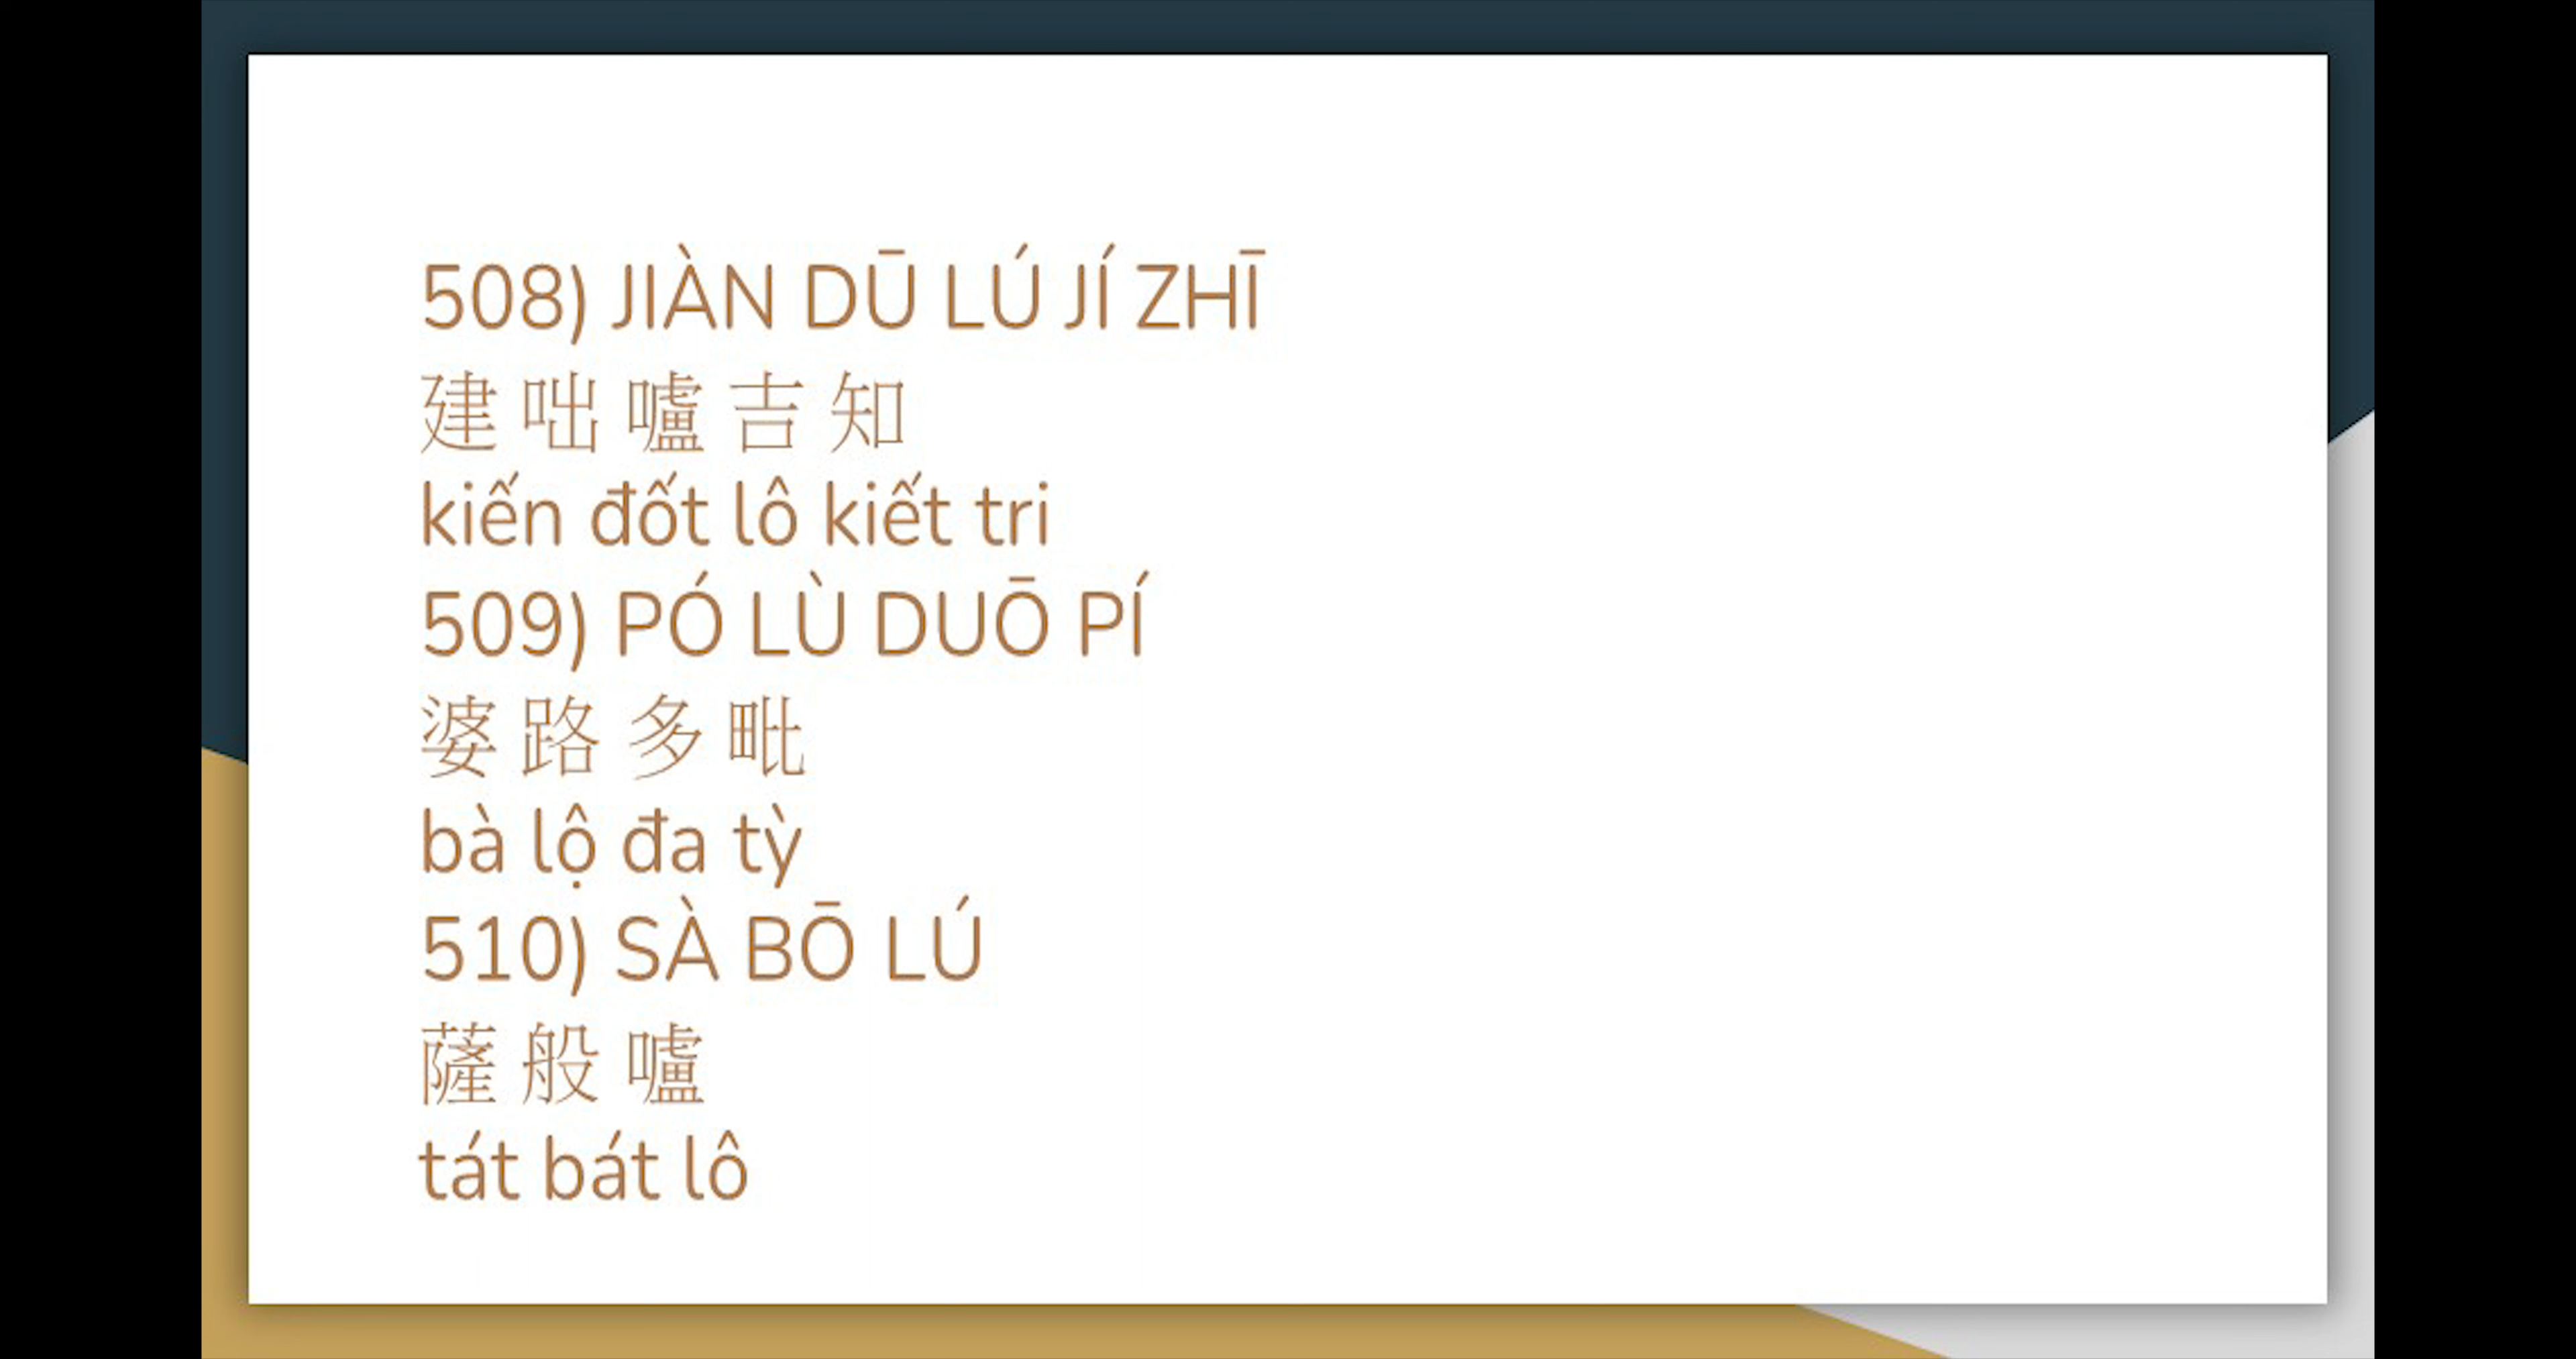 508) JIÀN DŪ LÚ JÍ ZHĪ
建 咄 嚧 吉 知
kiến đốt lô kiết tri
509) PÓ LÙ DUŌ PÍ
婆 路 多 毗
bà lộ đa tỳ
510) SÀ BŌ LÚ
薩 般 嚧
tát bát lô